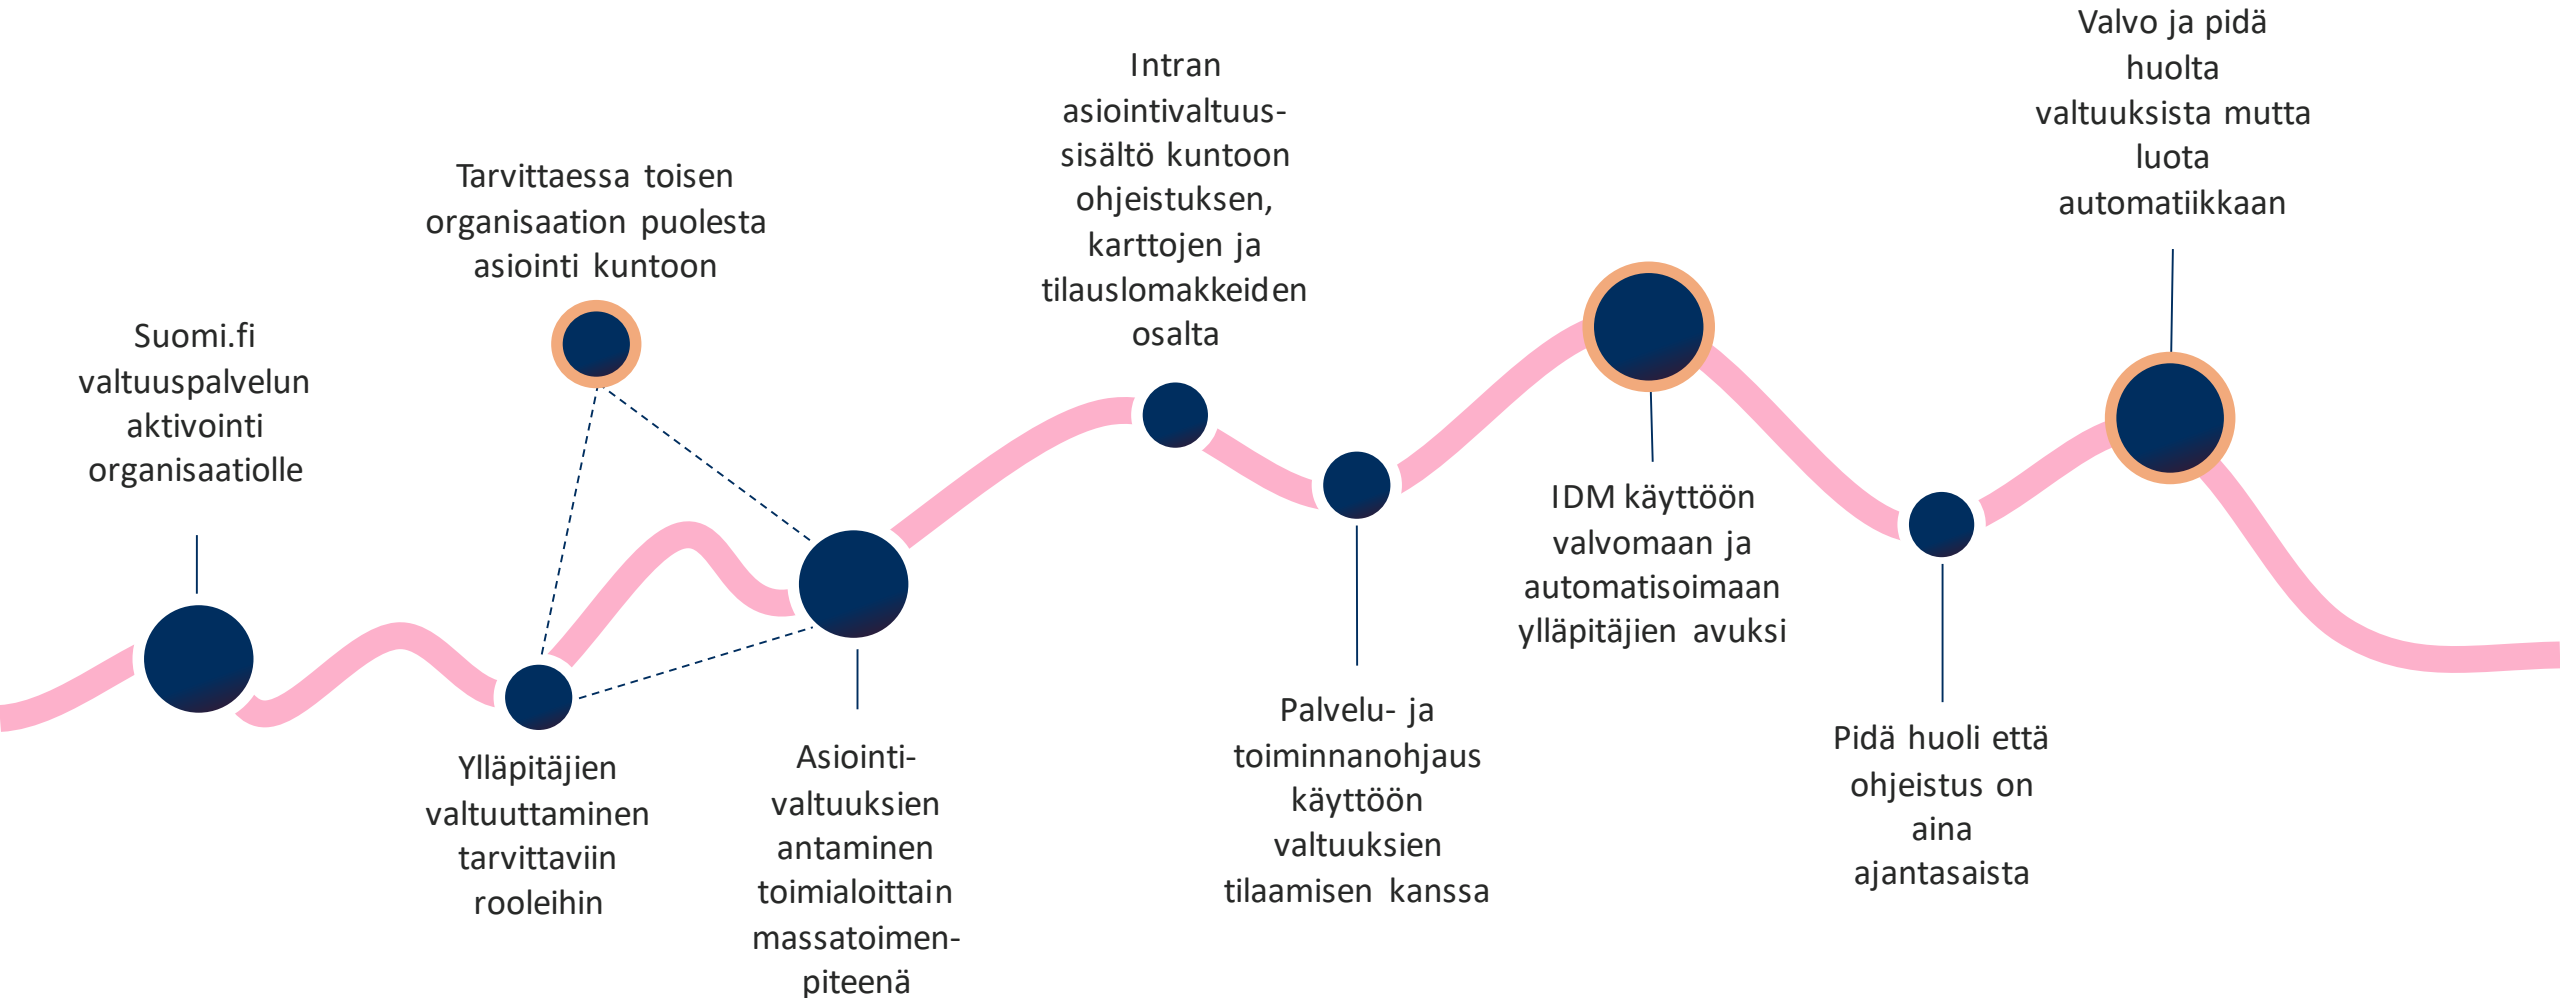 Suomi.fi
valtuuspalvelun
aktivointi
organisaatiolle
Tarvittaessa toisen
organisaation puolesta
asiointi kuntoon
Ylläpitäjien
valtuuttaminen
tarvittaviin
rooleihin
Asiointi-
valtuuksien
antaminen
toimialoittain
massatoimen-
piteenä
Intran
asiointivaltuus-
sisältö kuntoon
ohjeistuksen,
karttojen ja
tilauslomakkeiden
osalta
Palvelu- ja
toiminnanohjaus
käyttöön
valtuuksien
tilaamisen kanssa
IDM käyttöön
valvomaan ja
automatisoimaan
ylläpitäjien avuksi
Pidä huoli että
ohjeistus on
aina
ajantasaista
Valvo ja pidä
huolta
valtuuksista mutta
luota
automatiikkaan